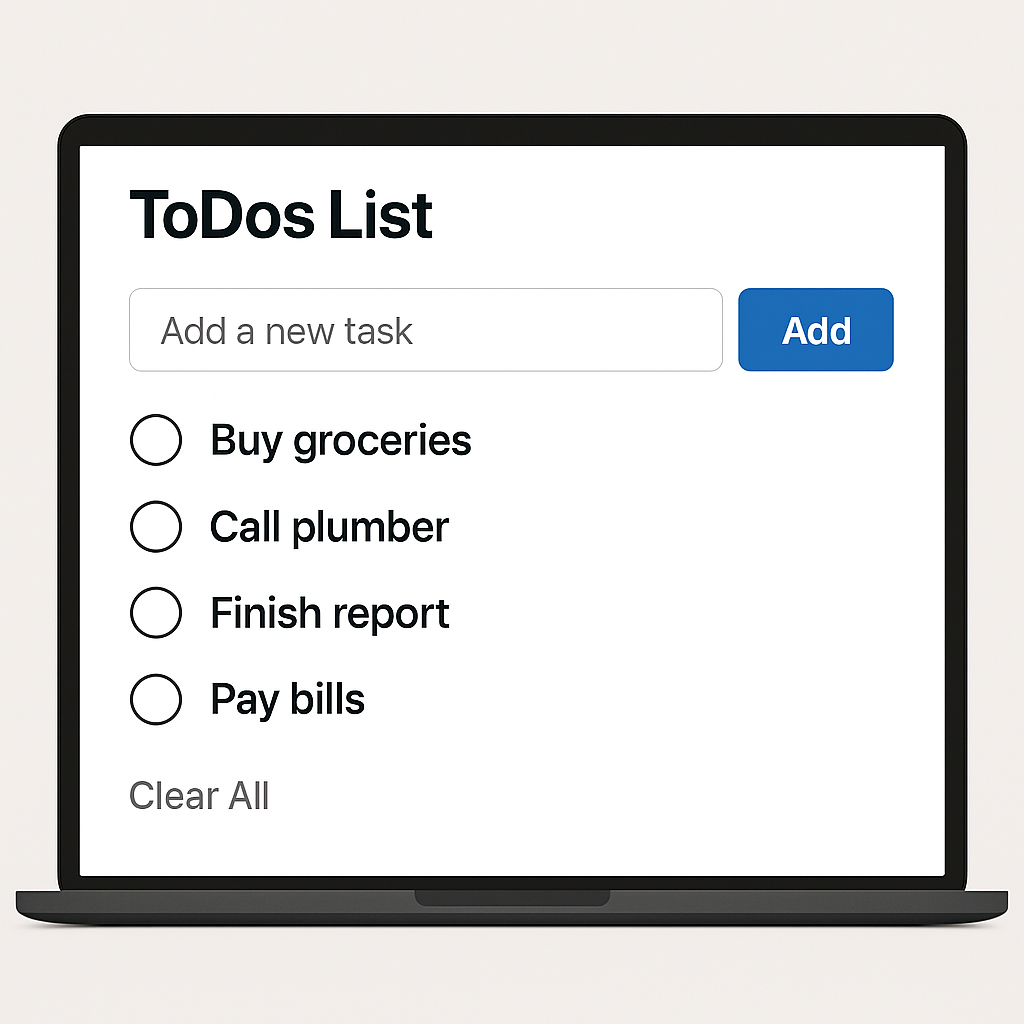 ToDos List
Add a new task
Add
Buy groceries
Call plumber
Finish report
Pay bills
Clear All